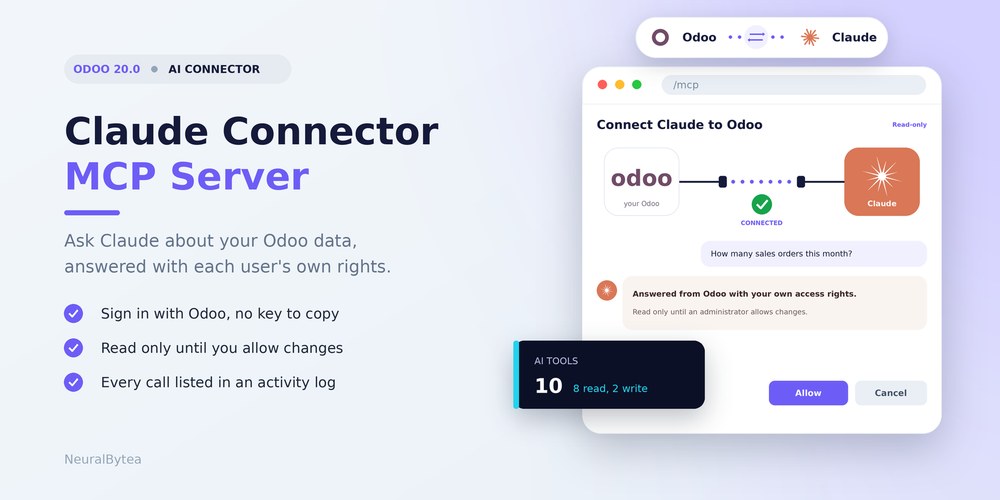 ODOO 20.0 • AI CONNECTOR
Claude Connector
MCP Server
Ask Claude about your Odoo data,
answered with each user's own rights.
Sign in with Odoo, no key to copy
Read only until you allow changes
Every call listed in an activity log
NeuralBytea
Odoo Claude
/mcp
Connect Claude to Odoo Read-only
odoo
your Odoo
Claude
CONNECTED
How many sales orders this month?
Answered from Odoo with your own access rights.
Read only until an administrator allows changes.
AI TOOLS
10 8 read, 2 write
Allow Cancel